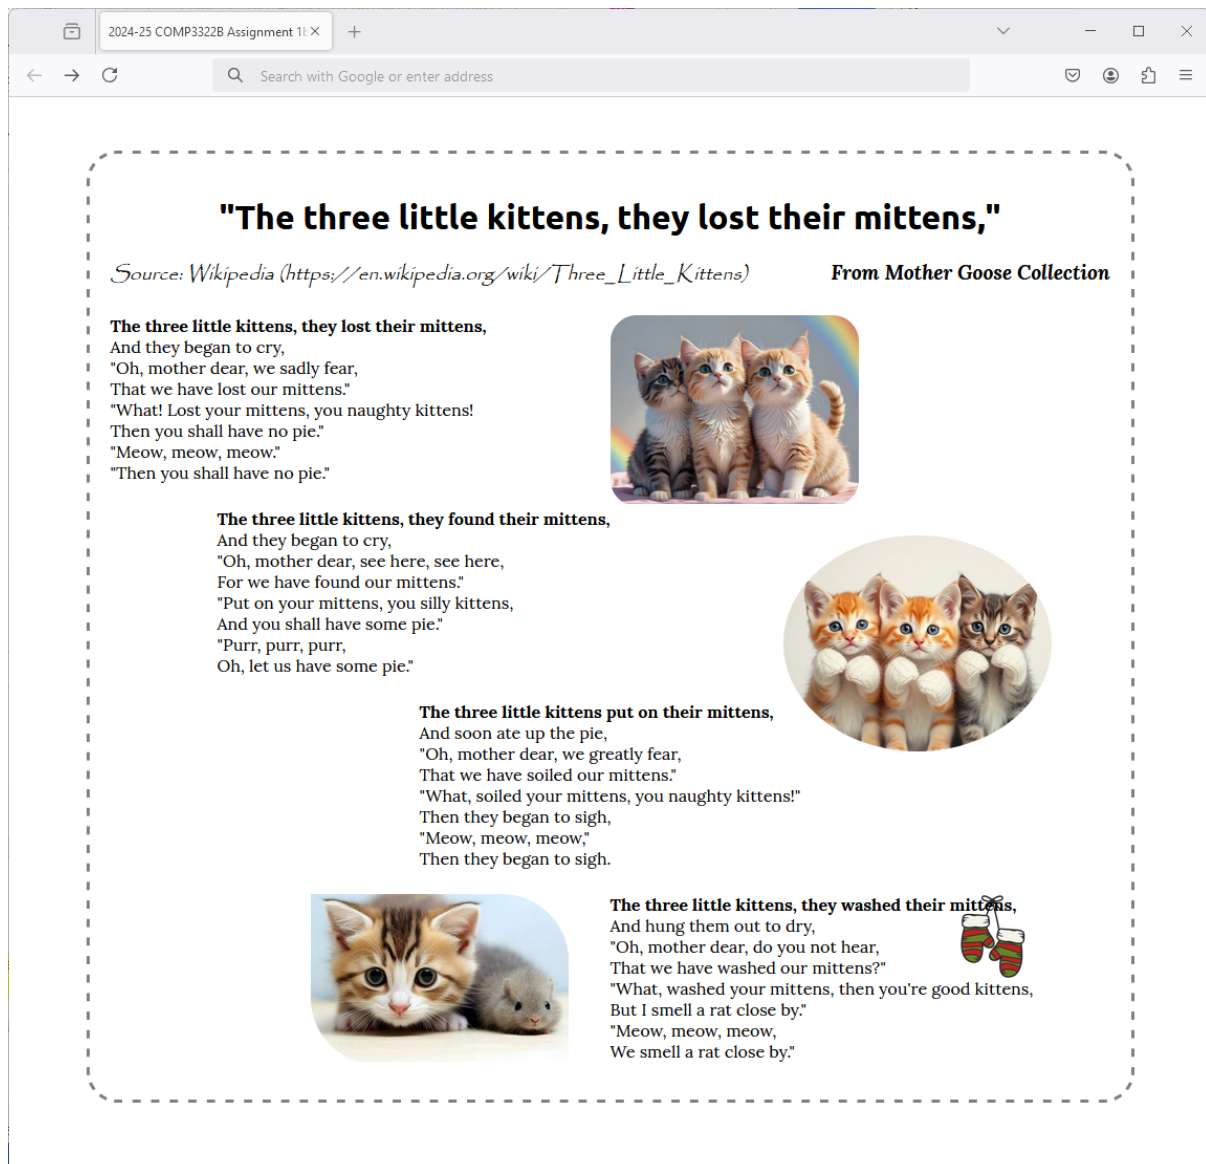 2024-25 COMP3322B Assignment 1
Search with Google or enter address
"The three little kittens, they lost their mittens,"
Source: Wikipedia (https://en.wikipedia.org/wiki/Three_Little_Kittens)
From Mother Goose Collection
The three little kittens, they lost their mittens,
And they began to cry,
"Oh, mother dear, we sadly fear,
That we have lost our mittens."
"What! Lost your mittens, you naughty kittens!
Then you shall have no pie."
"Meow, meow, meow."
"Then you shall have no pie."
The three little kittens, they found their mittens,
And they began to cry,
"Oh, mother dear, see here, see here,
For we have found our mittens."
"Put on your mittens, you silly kittens,
And you shall have some pie."
"Purr, purr, purr,
Oh, let us have some pie."
The three little kittens put on their mittens,
And soon ate up the pie,
"Oh, mother dear, we greatly fear,
That we have soiled our mittens."
"What, soiled your mittens, you naughty kittens!"
Then they began to sigh,
"Meow, meow, meow,"
Then they began to sigh.
The three little kittens, they washed their mittens,
And hung them out to dry,
"Oh, mother dear, do you not hear,
That we have washed our mittens?"
"What, washed your mittens, then you're good kittens,
But I smell a rat close by."
"Meow, meow, meow,
We smell a rat close by."